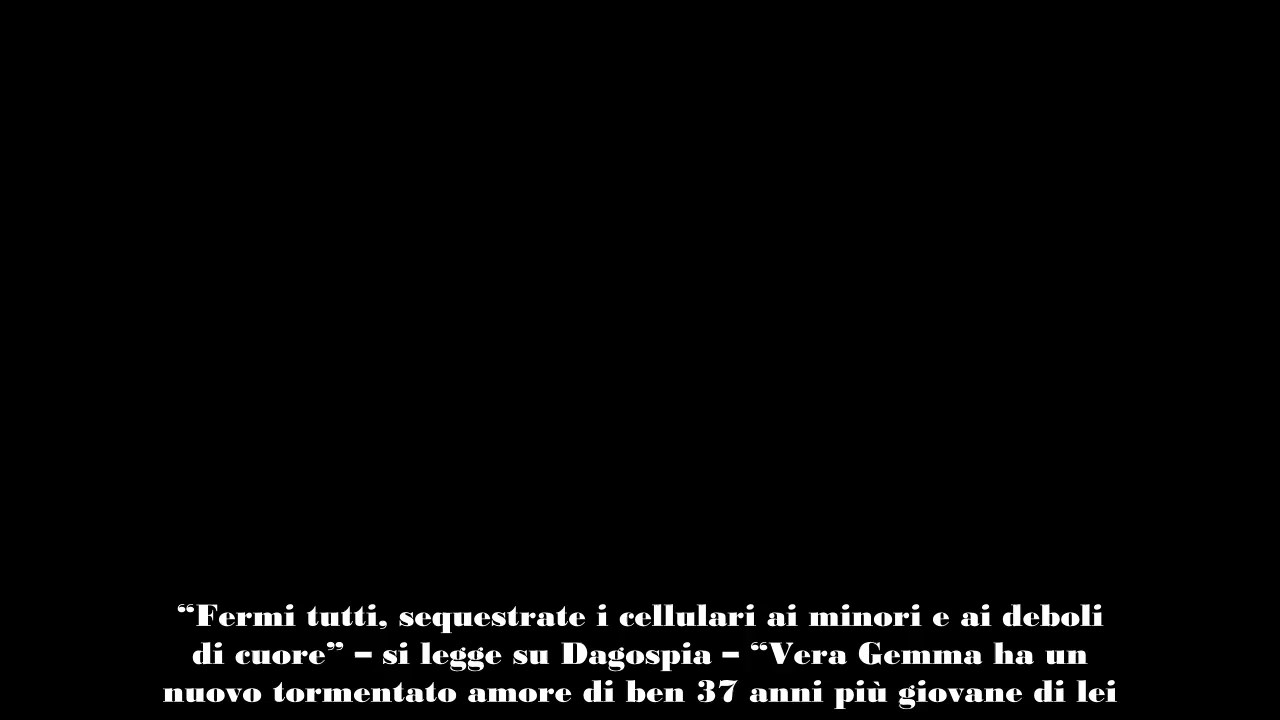 “Fermi tutti, sequestrate i cellulari ai minori e ai deboli
di cuore” – si legge su Dagospia – “Vera Gemma ha un
nuovo tormentato amore di ben 37 anni più giovane di lei